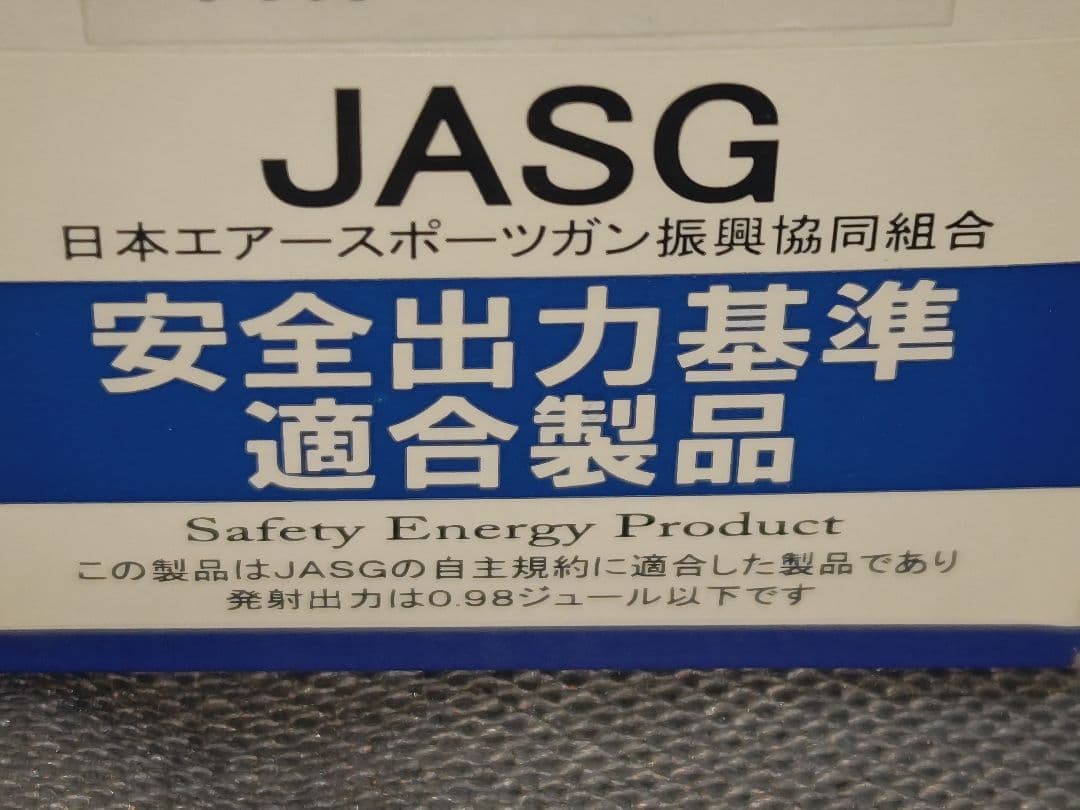 JASG
日本エアースポーツガン振興協同組合
安全出力基準
適合製品
Safety Energy Product
この製品はJASGの自主規約に適合した製品であり
発射出力は0.98ジュール以下です